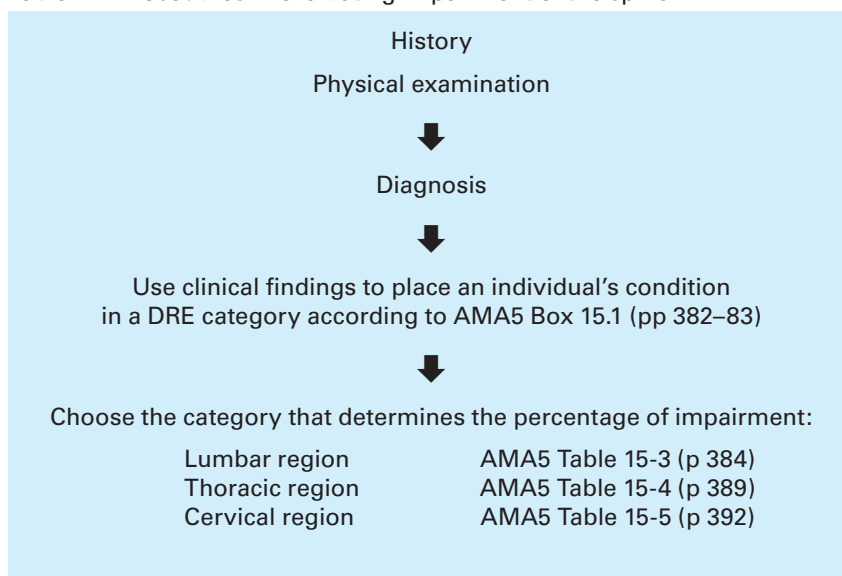 History
Physical examination
Diagnosis
Use clinical findings to place an individual’s condition
in a DRE category according to AMA5 Box 15.1 (pp 382–83)
Choose the category that determines the percentage of impairment:
Lumbar region AMA5 Table 15-3 (p 384)
Thoracic region AMA5 Table 15-4 (p 389)
Cervical region AMA5 Table 15-5 (p 392)